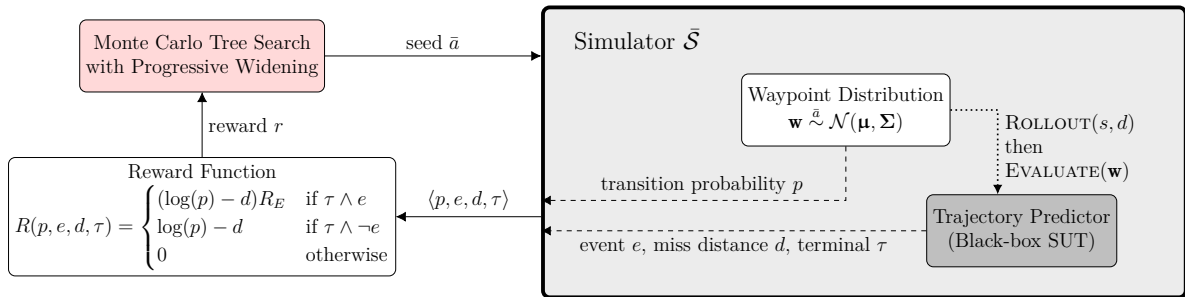 Monte Carlo Tree Search
with Progressive Widening
seed ā
Simulator S̄
Waypoint Distribution
w ~ᵃ̄ N(μ, Σ)
ROLLOUT(s, d)
then
EVALUATE(w)
reward r
Reward Function
R(p, e, d, τ) = {
(log(p) − d)R_E if τ ∧ e
log(p) − d if τ ∧ ¬e
0 otherwise
⟨p, e, d, τ⟩
transition probability p
event e, miss distance d, terminal τ
Trajectory Predictor
(Black-box SUT)